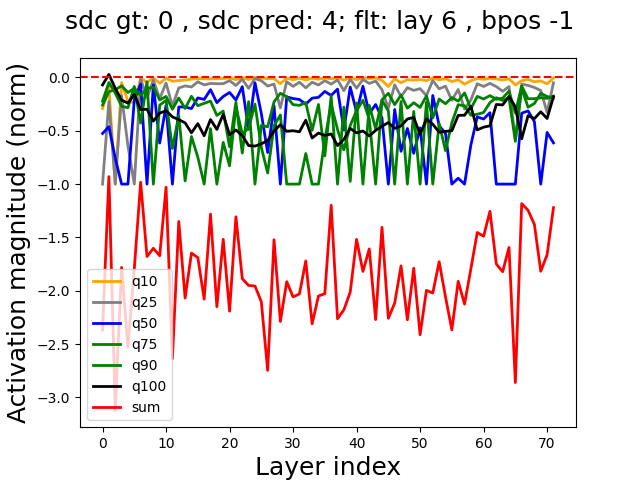 sdc gt: 0 , sdc pred: 4; flt: lay 6 , bpos -1
Activation magnitude (norm)
0.0
−0.5
−1.0
−1.5
−2.0
−2.5
−3.0
q10
q25
q50
q75
q90
q100
sum
0 10 20 30 40 50 60 70
Layer index